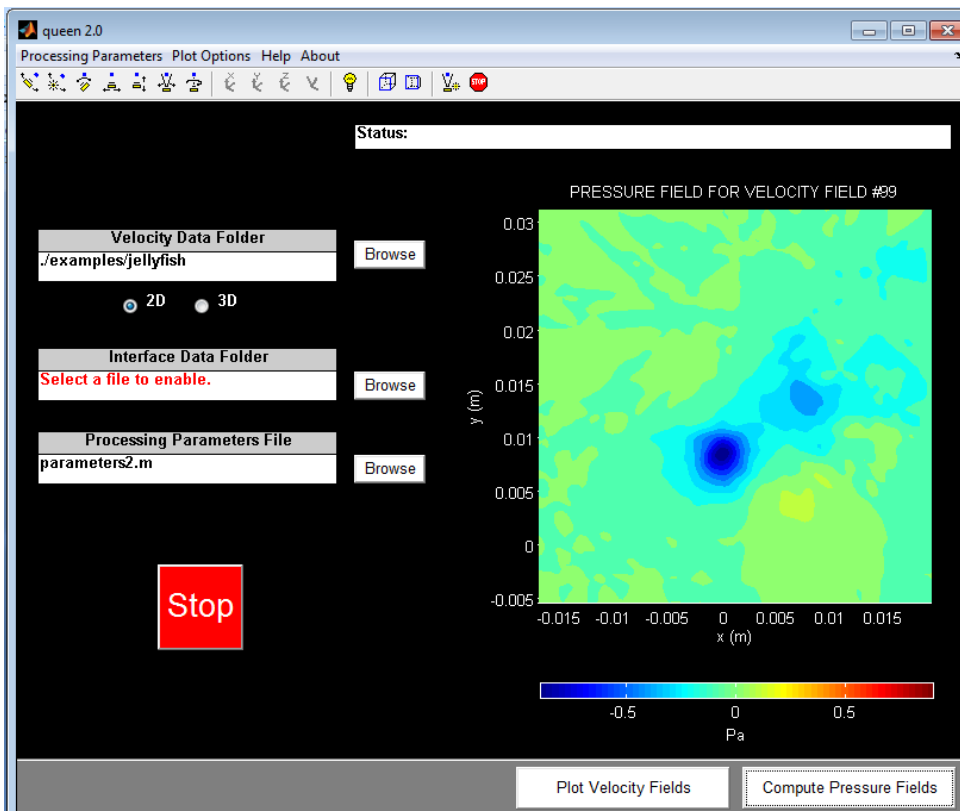 queen 2.0
Processing Parameters Plot Options Help About
STOP
Status:
PRESSURE FIELD FOR VELOCITY FIELD #99
Velocity Data Folder
./examples/jellyfish
Browse
2D 3D
Interface Data Folder
Select a file to enable.
Browse
Processing Parameters File
parameters2.m
Browse
Stop
0.03
0.025
0.02
0.015
0.01
0.005
0
-0.005
y (m)
-0.015 -0.01 -0.005 0 0.005 0.01 0.015
x (m)
-0.5 0 0.5
Pa
Plot Velocity Fields Compute Pressure Fields